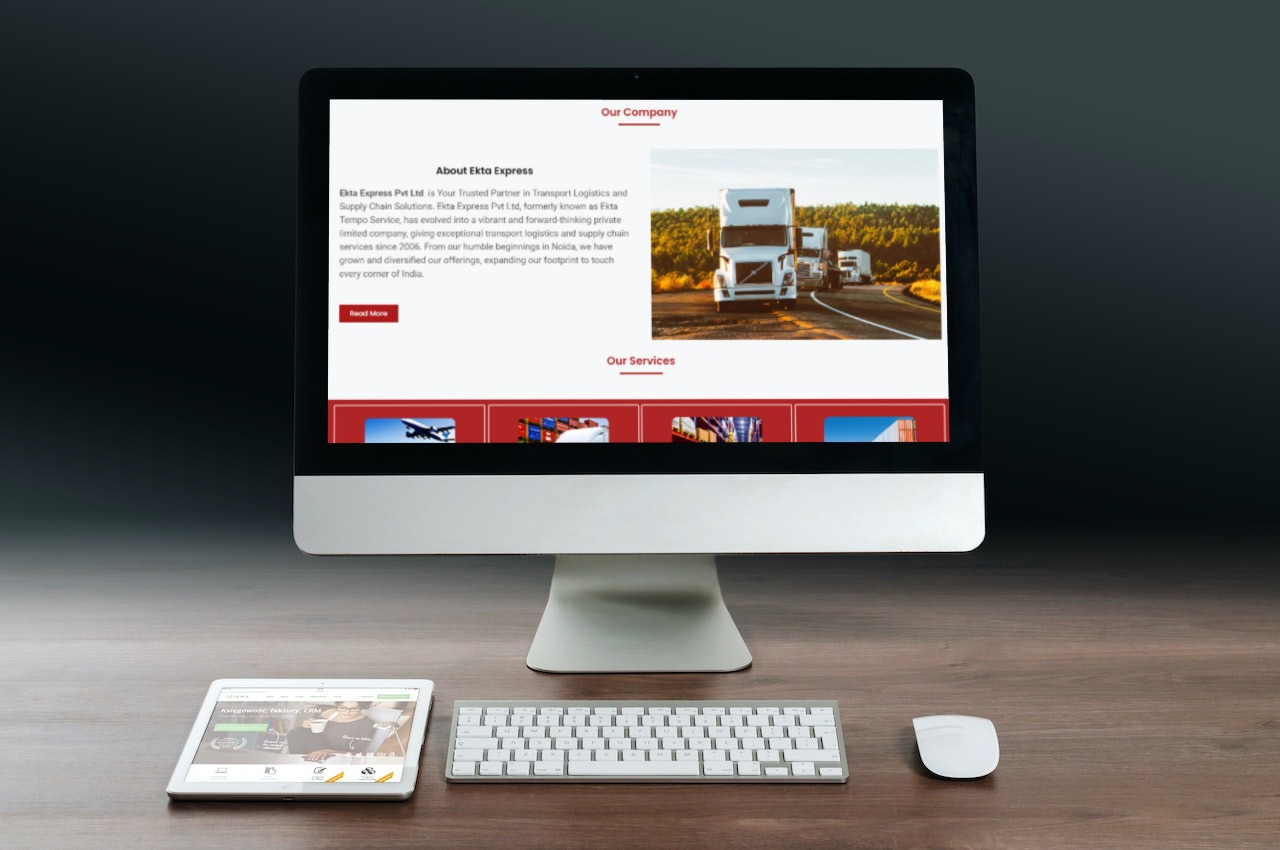 Our Company
About Ekta Express
Ekta Express Pvt Ltd is Your Trusted Partner in Transport Logistics and
Supply Chain Solutions. Ekta Express Pvt Ltd, formerly known as Ekta
Tempo Service, has evolved into a vibrant and forward-thinking private
limited company, giving exceptional transport logistics and supply chain
services since 2006. From our humble beginnings in Noida, we have
grown and diversified our offerings, expanding our footprint to touch
every corner of India.
Read More
Our Services
Księgowość, faktury, CRM